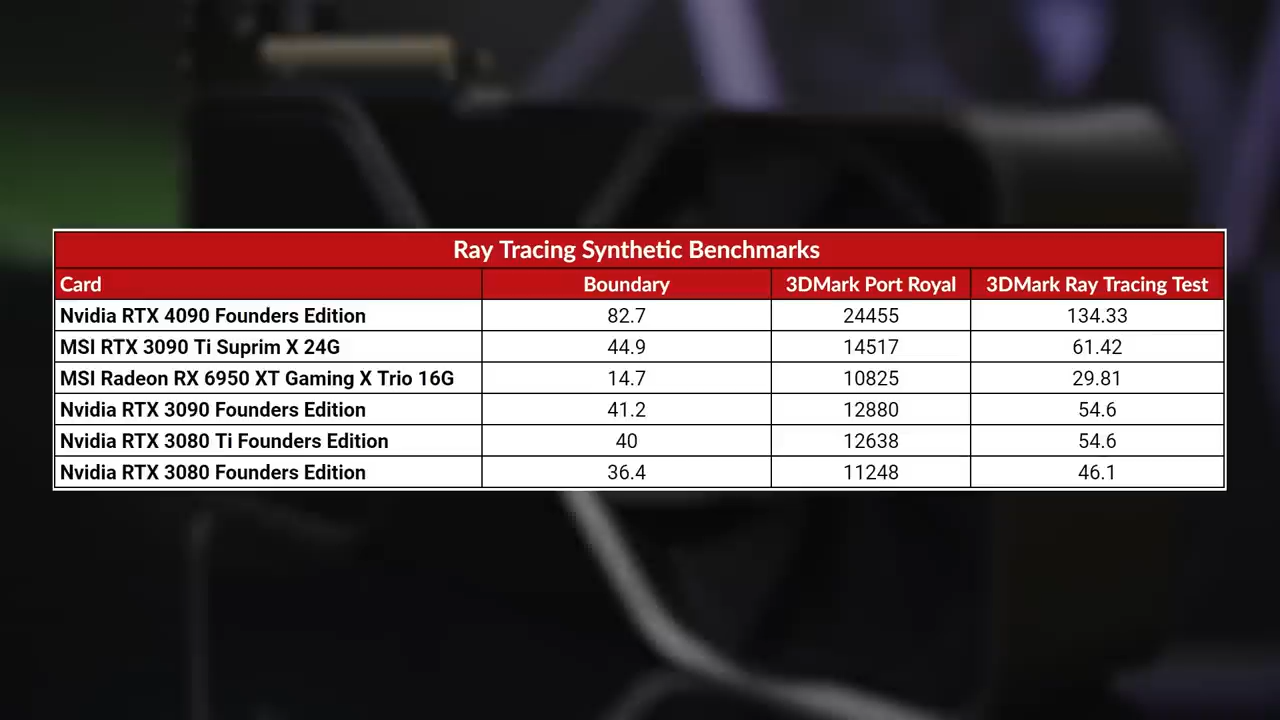 Ray Tracing Synthetic Benchmarks
Card Boundary 3DMark Port Royal 3DMark Ray Tracing Test
Nvidia RTX 4090 Founders Edition 82.7 24455 134.33
MSI RTX 3090 Ti Suprim X 24G 44.9 14517 61.42
MSI Radeon RX 6950 XT Gaming X Trio 16G 14.7 10825 29.81
Nvidia RTX 3090 Founders Edition 41.2 12880 54.6
Nvidia RTX 3080 Ti Founders Edition 40 12638 54.6
Nvidia RTX 3080 Founders Edition 36.4 11248 46.1